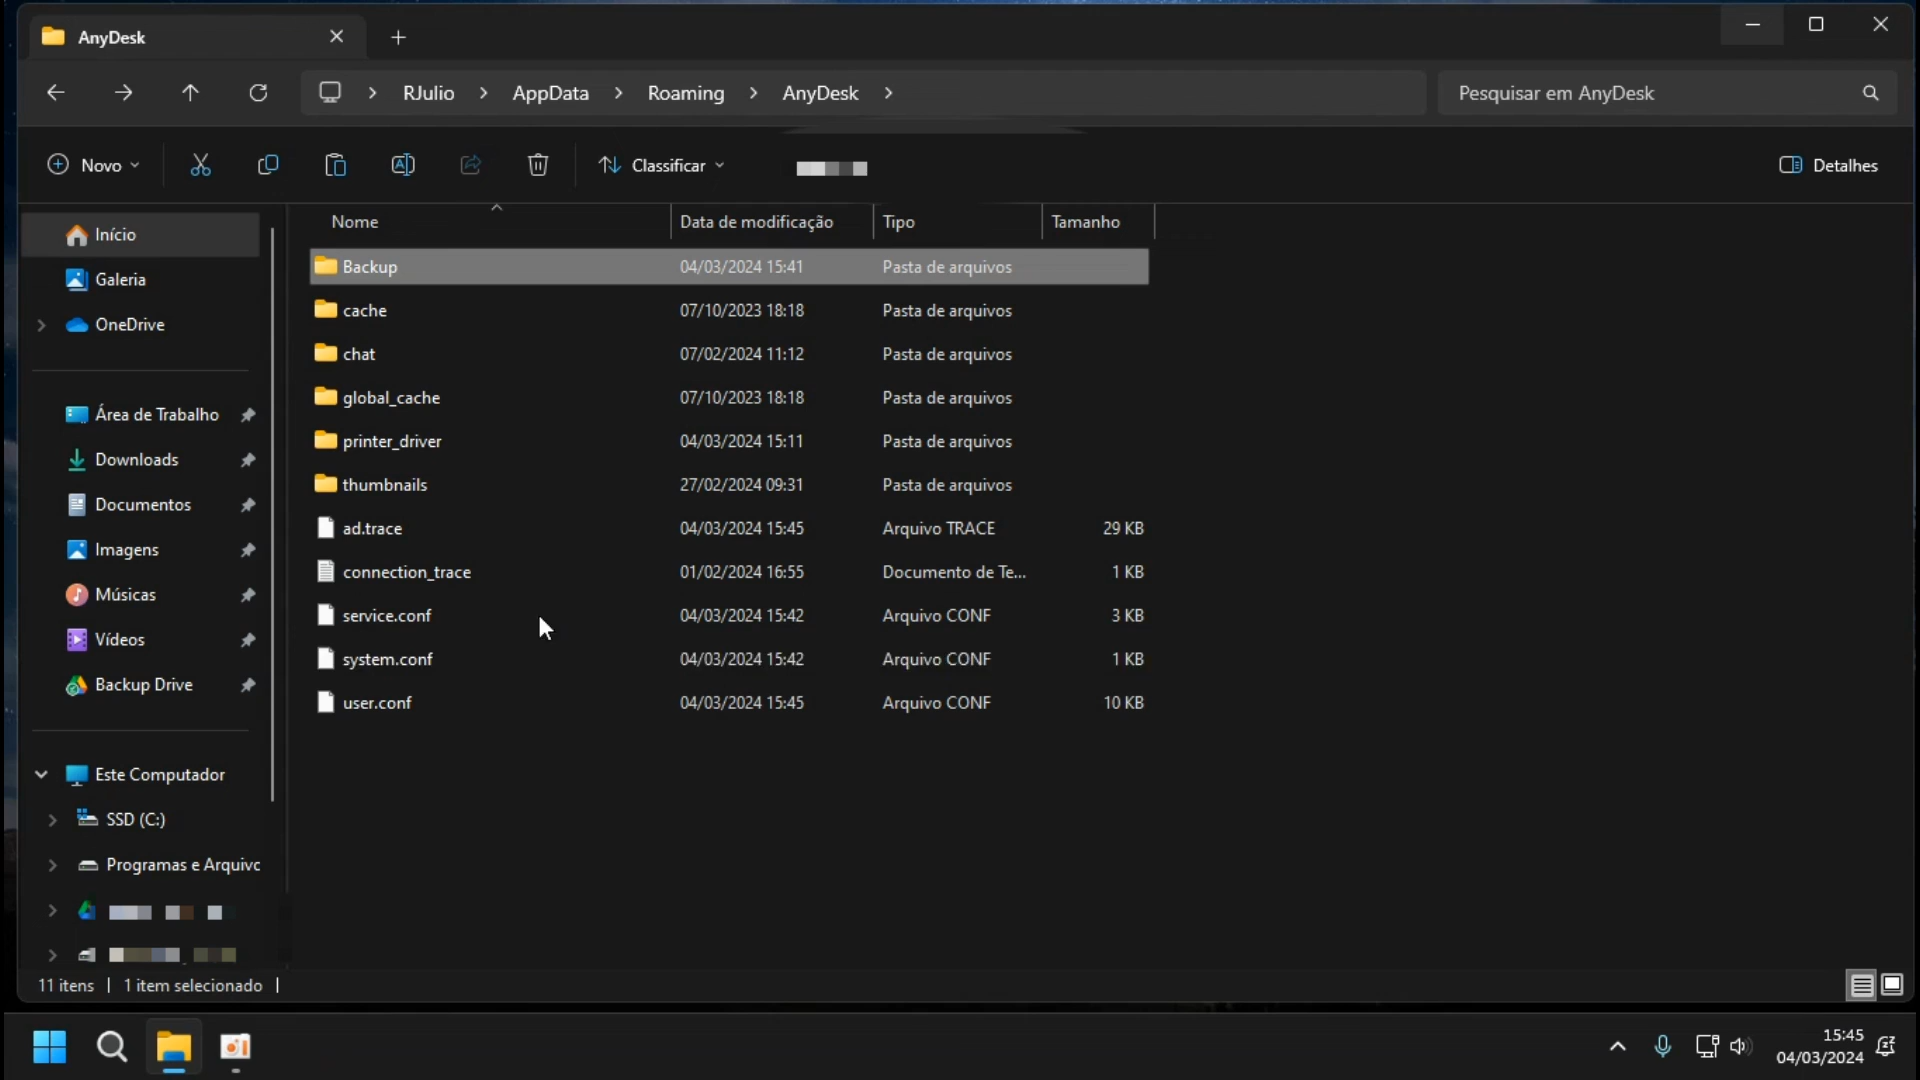 AnyDesk
RJulio > AppData > Roaming > AnyDesk >
Pesquisar em AnyDesk
Novo
Classificar
Detalhes
Nome Data de modificação Tipo Tamanho
Início
Galeria
OneDrive
Área de Trabalho
Downloads
Documentos
Imagens
Músicas
Vídeos
Backup Drive
Este Computador
SSD (C:)
Programas e Arquivc
Backup 04/03/2024 15:41 Pasta de arquivos
cache 07/10/2023 18:18 Pasta de arquivos
chat 07/02/2024 11:12 Pasta de arquivos
global_cache 07/10/2023 18:18 Pasta de arquivos
printer_driver 04/03/2024 15:11 Pasta de arquivos
thumbnails 27/02/2024 09:31 Pasta de arquivos
ad.trace 04/03/2024 15:45 Arquivo TRACE 29 KB
connection_trace 01/02/2024 16:55 Documento de Te... 1 KB
service.conf 04/03/2024 15:42 Arquivo CONF 3 KB
system.conf 04/03/2024 15:42 Arquivo CONF 1 KB
user.conf 04/03/2024 15:45 Arquivo CONF 10 KB
11 itens | 1 item selecionado |
15:45
04/03/2024